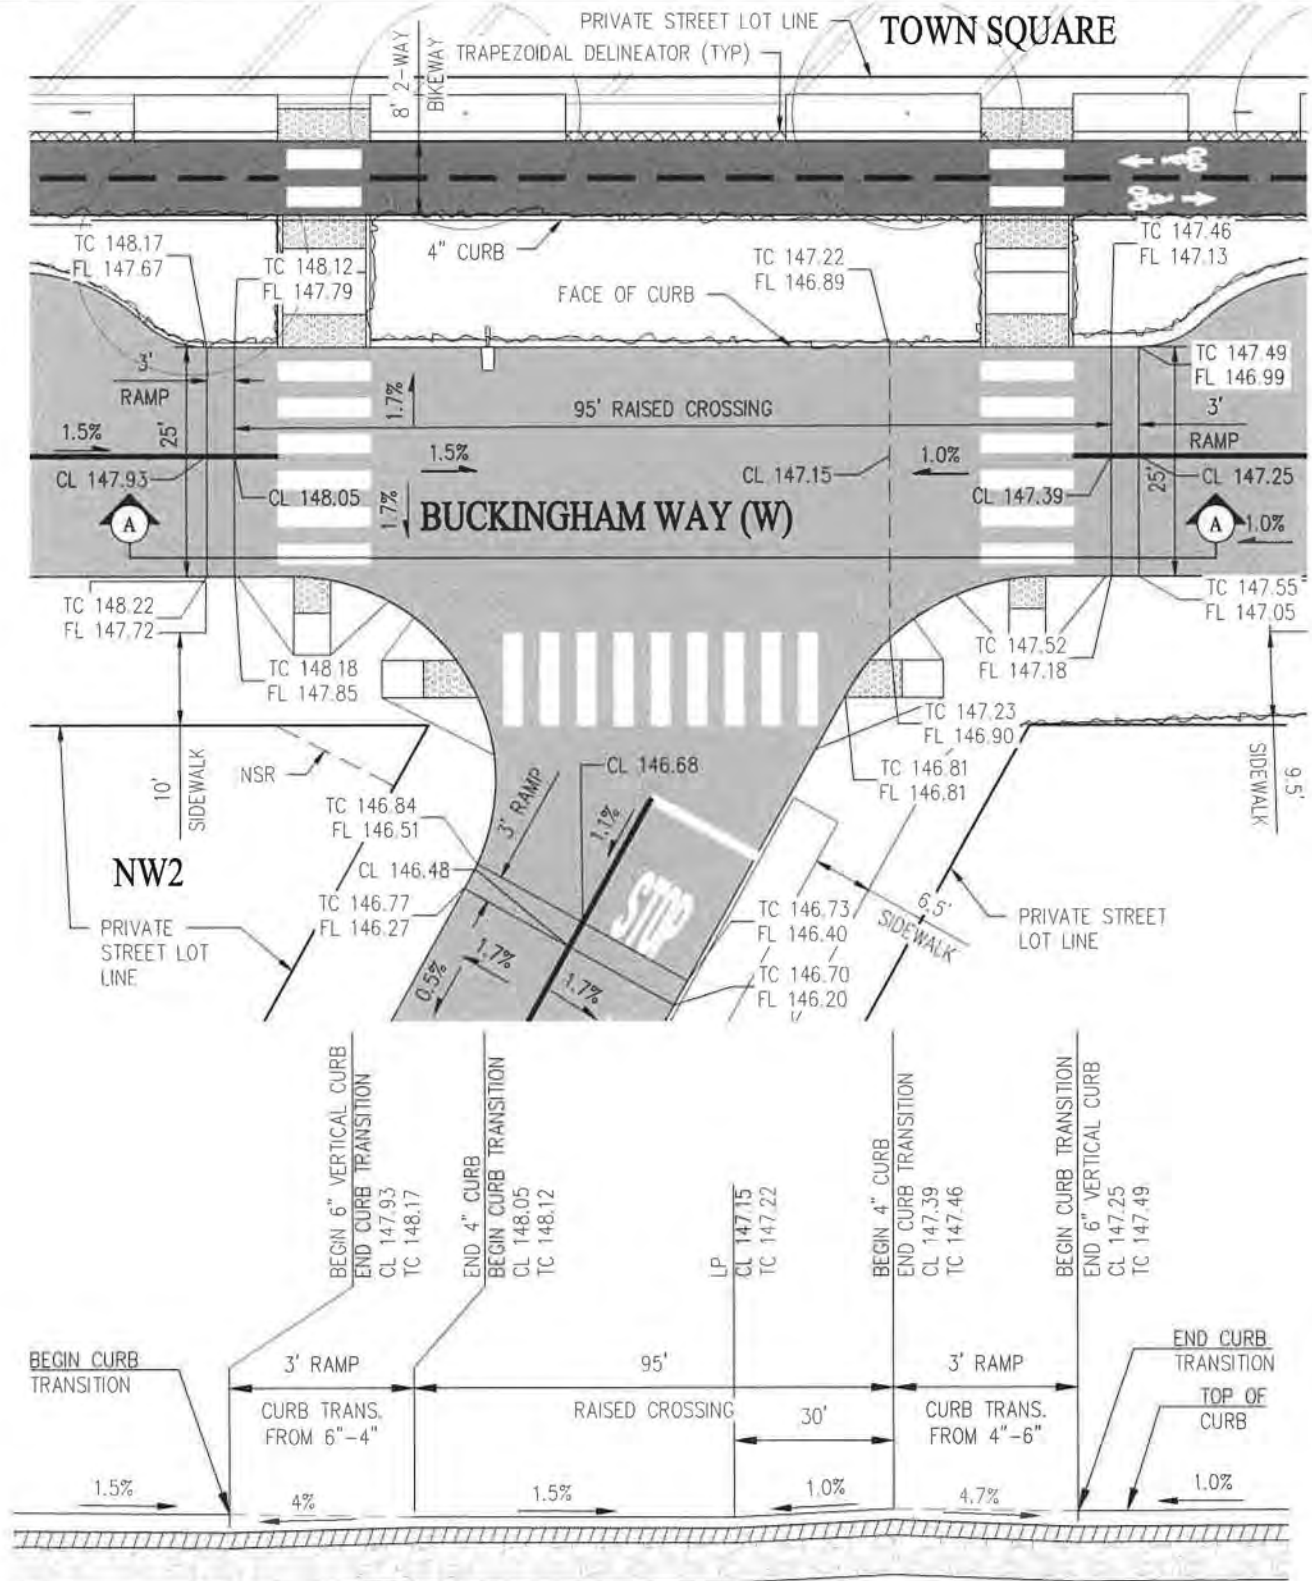 PRIVATE STREET LOT LINE
TOWN SQUARE
TRAPEZOIDAL DELINEATOR (TYP)
8' 2-WAY
BIKEWAY
TC 148.17
FL 147.67
TC 148.12
FL 147.79
4" CURB
TC 147.22
FL 146.89
TC 147.46
FL 147.13
FACE OF CURB
TC 147.49
FL 146.99
3'
RAMP
25'
1.7%
95' RAISED CROSSING
3'
RAMP
25'
1.5%
1.5%
1.0%
CL 147.93
CL 148.05
CL 147.15
CL 147.39
CL 147.25
A
1.7%
BUCKINGHAM WAY (W)
A
1.0%
TC 148.22
FL 147.72
TC 147.55
FL 147.05
TC 148.18
FL 147.85
TC 147.52
FL 147.18
TC 147.23
FL 146.90
10'
SIDEWALK
NSR
CL 146.68
TC 146.81
FL 146.81
9.5'
SIDEWALK
TC 146.84
FL 146.51
3' RAMP
1.1%
NW2
CL 146.48
STOP
TC 146.77
FL 146.27
TC 146.73
FL 146.40
6.5'
SIDEWALK
PRIVATE STREET
LOT LINE
PRIVATE
STREET LOT
LINE
0.5%
1.7%
1.7%
TC 146.70
FL 146.20
BEGIN 6" VERTICAL CURB
END CURB TRANSITION
CL 147.93
TC 148.17
END 4" CURB
BEGIN CURB TRANSITION
CL 148.05
TC 148.12
LP
CL 147.15
TC 147.22
BEGIN 4" CURB
END CURB TRANSITION
CL 147.39
TC 147.46
BEGIN CURB TRANSITION
END 6" VERTICAL CURB
CL 147.25
TC 147.49
BEGIN CURB
TRANSITION
3' RAMP
CURB TRANS.
FROM 6"-4"
95'
RAISED CROSSING
30'
3' RAMP
CURB TRANS.
FROM 4"-6"
END CURB
TRANSITION
TOP OF
CURB
1.5%
4%
1.5%
1.0%
4.7%
1.0%